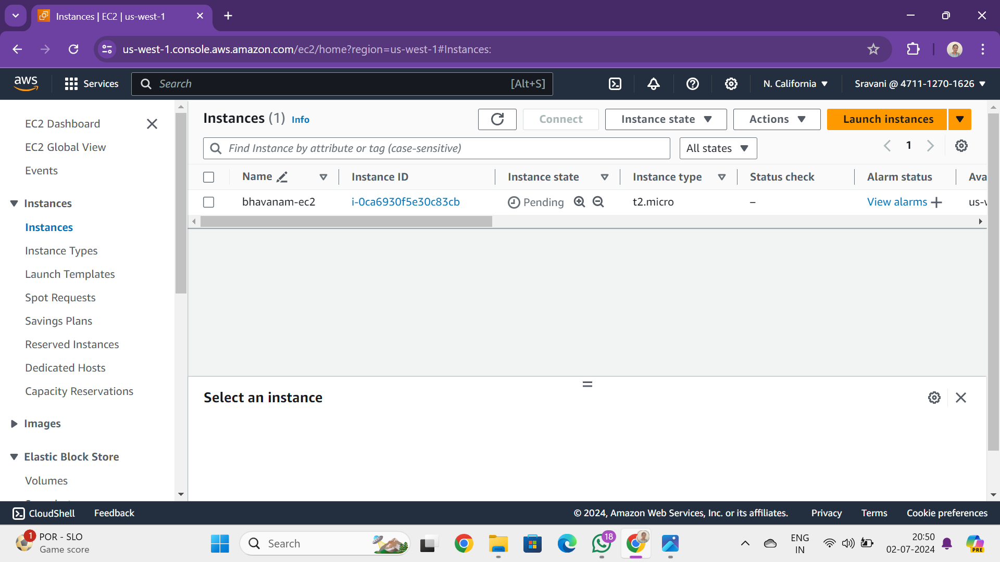 Instances | EC2 | us-west-1
us-west-1.console.aws.amazon.com/ec2/home?region=us-west-1#Instances:
aws
Services
Search
[Alt+S]
N. California
Sravani @ 4711-1270-1626
EC2 Dashboard
EC2 Global View
Events
Instances
Instances
Instance Types
Launch Templates
Spot Requests
Savings Plans
Reserved Instances
Dedicated Hosts
Capacity Reservations
Images
Elastic Block Store
Volumes
Instances (1) Info
Connect
Instance state
Actions
Launch instances
Find Instance by attribute or tag (case-sensitive)
All states
1
Name
Instance ID
Instance state
Instance type
Status check
Alarm status
Ava
bhavanam-ec2
i-0ca6930f5e30c83cb
Pending
t2.micro
–
View alarms
us-w
Select an instance
CloudShell
Feedback
© 2024, Amazon Web Services, Inc. or its affiliates.
Privacy
Terms
Cookie preferences
1
POR - SLO
Game score
Search
18
ENG
IN
20:50
02-07-2024
PRE